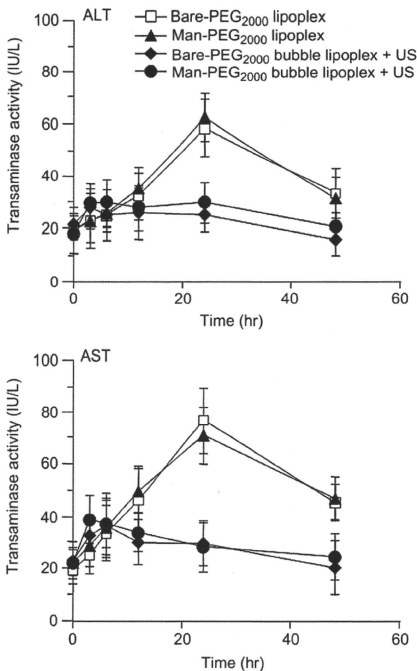 ALT
Bare-PEG2000 lipoplex
Man-PEG2000 lipoplex
Bare-PEG2000 bubble lipoplex + US
Man-PEG2000 bubble lipoplex + US
Transaminase activity (IU/L)
100
80
60
40
20
0
0 20 40 60
Time (hr)
AST
Transaminase activity (IU/L)
100
80
60
40
20
0
0 20 40 60
Time (hr)